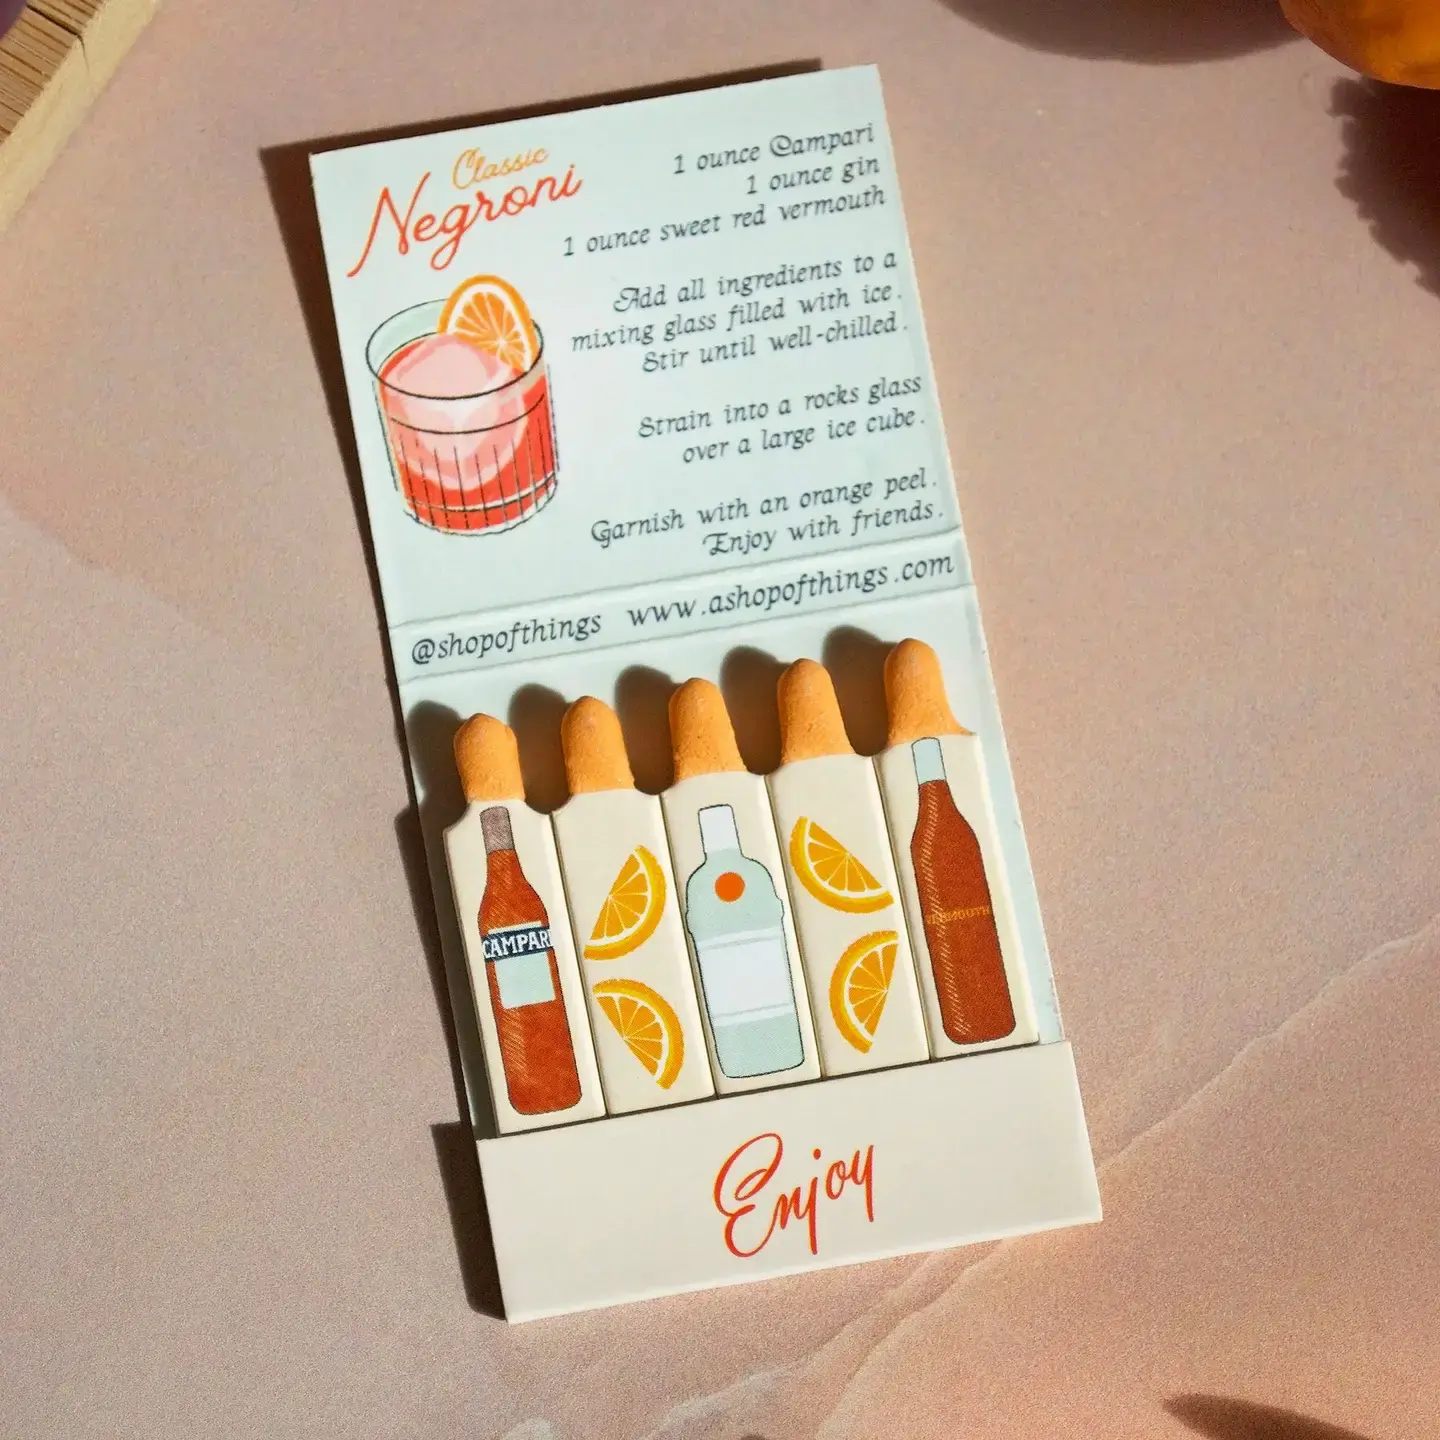 Classic
Negroni
1 ounce Campari
1 ounce gin
1 ounce sweet red vermouth
Add all ingredients to a
mixing glass filled with ice.
Stir until well-chilled.
Strain into a rocks glass
over a large ice cube.
Garnish with an orange peel.
Enjoy with friends.
@shopofthings www.ashopofthings.com
CAMPARI
VERMOUTH
Enjoy